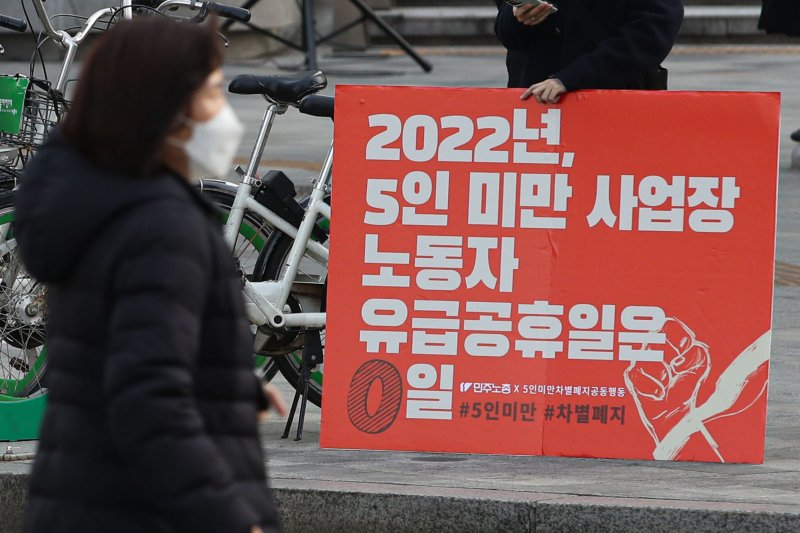 2022년,
5인 미만 사업장
노동자
유급공휴일은
0일
민주노총 X 5인미만차별폐지공동행동
#5인미만 #차별폐지